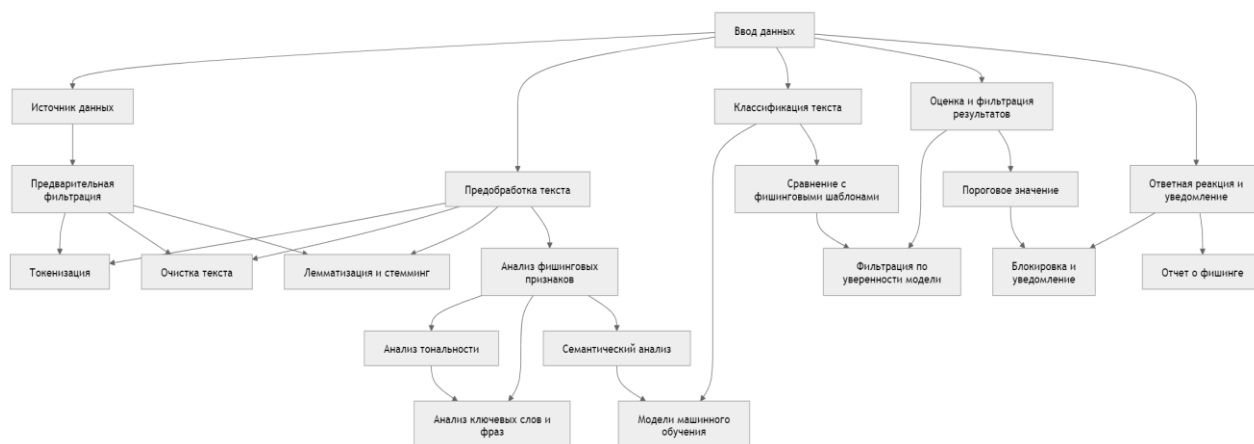 Ввод данных
Источник данных
Классификация текста
Оценка и фильтрация
результатов
Предварительная
фильтрация
Предобработка текста
Сравнение с
фишинговыми шаблонами
Пороговое значение
Ответная реакция и
уведомление
Токенизация
Очистка текста
Лемматизация и стемминг
Анализ фишинговых
признаков
Фильтрация по
уверенности модели
Блокировка и
уведомление
Отчет о фишинге
Анализ тональности
Семантический анализ
Анализ ключевых слов и
фраз
Модели машинного
обучения